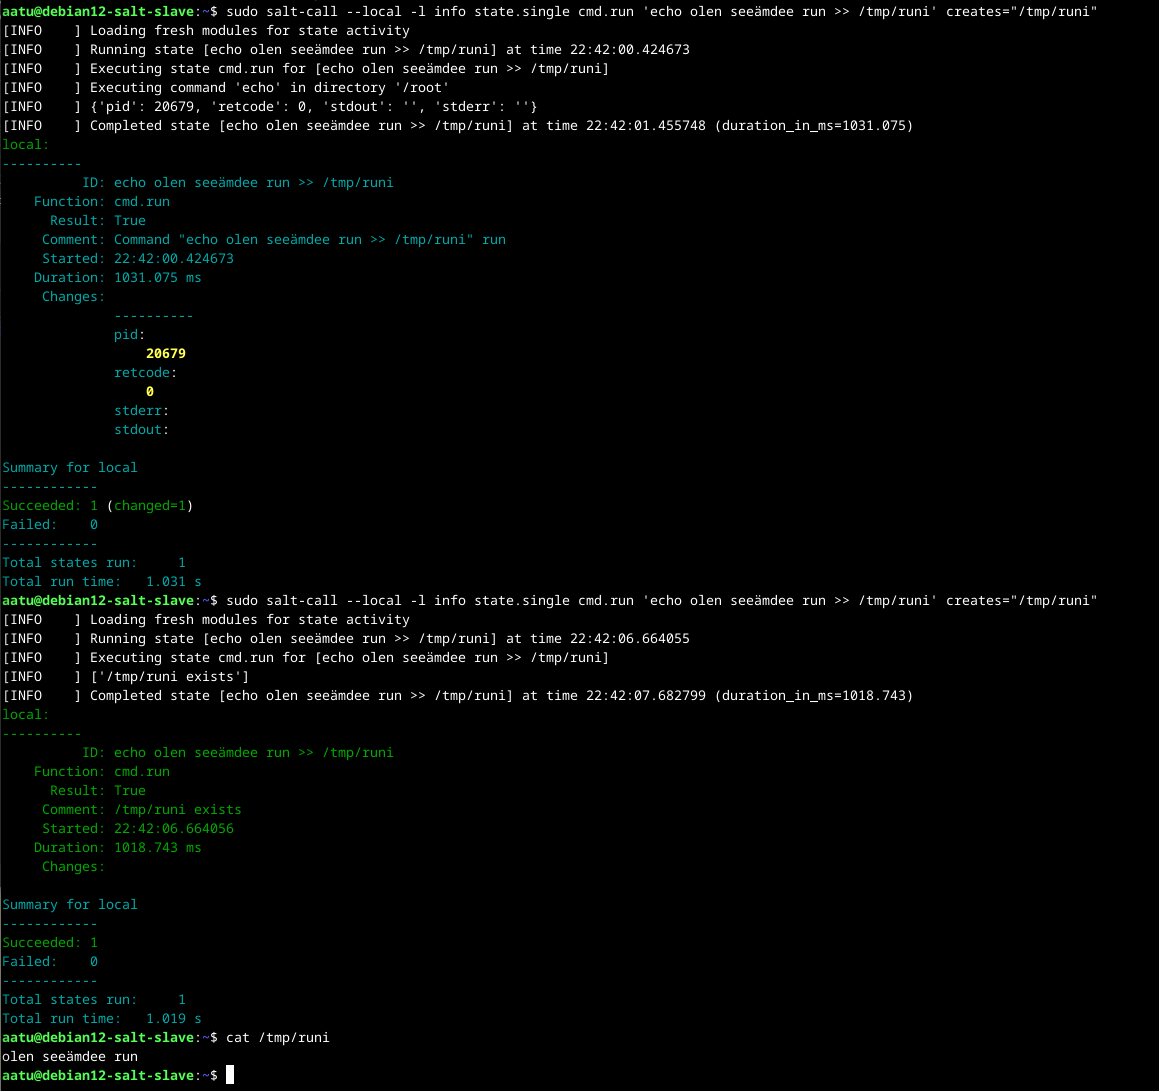 aatu@debian12-salt-slave:~$ sudo salt-call --local -l info state.single cmd.run 'echo olen seeämdee run >> /tmp/runi' creates="/tmp/runi"
[INFO    ] Loading fresh modules for state activity
[INFO    ] Running state [echo olen seeämdee run >> /tmp/runi] at time 22:42:00.424673
[INFO    ] Executing state cmd.run for [echo olen seeämdee run >> /tmp/runi]
[INFO    ] Executing command 'echo' in directory '/root'
[INFO    ] {'pid': 20679, 'retcode': 0, 'stdout': '', 'stderr': ''}
[INFO    ] Completed state [echo olen seeämdee run >> /tmp/runi] at time 22:42:01.455748 (duration_in_ms=1031.075)
local:
----------
          ID: echo olen seeämdee run >> /tmp/runi
    Function: cmd.run
      Result: True
     Comment: Command "echo olen seeämdee run >> /tmp/runi" run
     Started: 22:42:00.424673
    Duration: 1031.075 ms
     Changes:
              ----------
              pid:
                  20679
              retcode:
                  0
              stderr:
              stdout:

Summary for local
------------
Succeeded: 1 (changed=1)
Failed:    0
------------
Total states run:     1
Total run time:   1.031 s
aatu@debian12-salt-slave:~$ sudo salt-call --local -l info state.single cmd.run 'echo olen seeämdee run >> /tmp/runi' creates="/tmp/runi"
[INFO    ] Loading fresh modules for state activity
[INFO    ] Running state [echo olen seeämdee run >> /tmp/runi] at time 22:42:06.664055
[INFO    ] Executing state cmd.run for [echo olen seeämdee run >> /tmp/runi]
[INFO    ] ['/tmp/runi exists']
[INFO    ] Completed state [echo olen seeämdee run >> /tmp/runi] at time 22:42:07.682799 (duration_in_ms=1018.743)
local:
----------
          ID: echo olen seeämdee run >> /tmp/runi
    Function: cmd.run
      Result: True
     Comment: /tmp/runi exists
     Started: 22:42:06.664056
    Duration: 1018.743 ms
     Changes:

Summary for local
------------
Succeeded: 1
Failed:    0
------------
Total states run:     1
Total run time:   1.019 s
aatu@debian12-salt-slave:~$ cat /tmp/runi
olen seeämdee run
aatu@debian12-salt-slave:~$